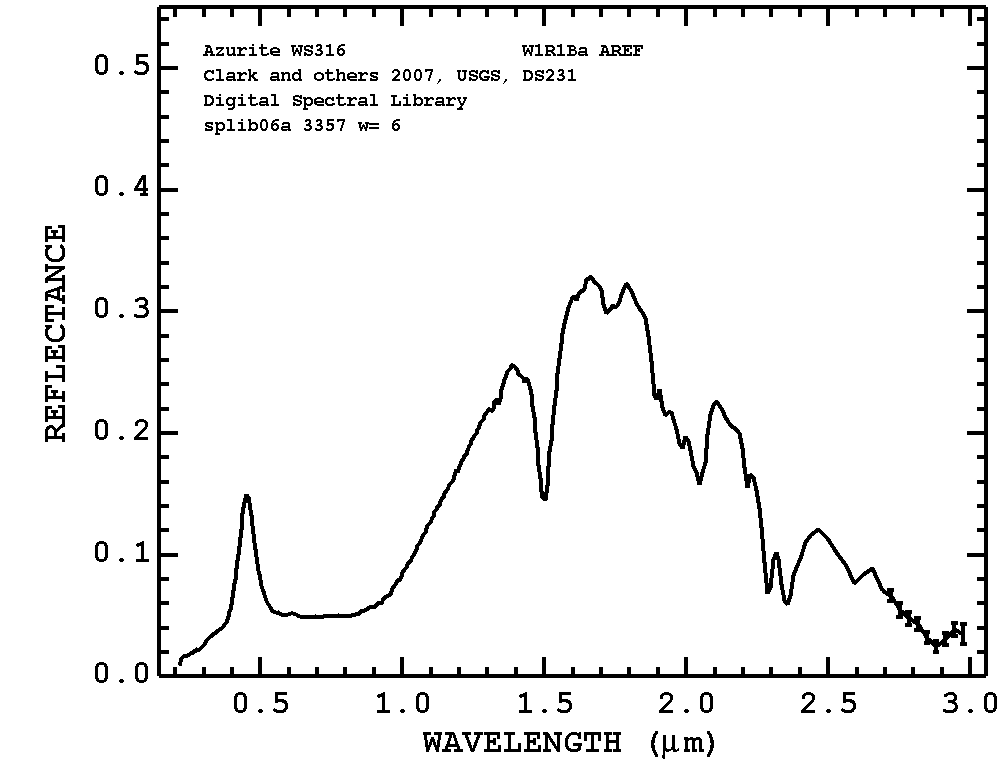 Azurite WS316 W1R1Ba AREF
Clark and others 2007, USGS, DS231
Digital Spectral Library
splib06a 3357 w= 6
0.5
0.4
0.3
0.2
0.1
0.0
REFLECTANCE
0.5 1.0 1.5 2.0 2.5 3.0
WAVELENGTH (μm)